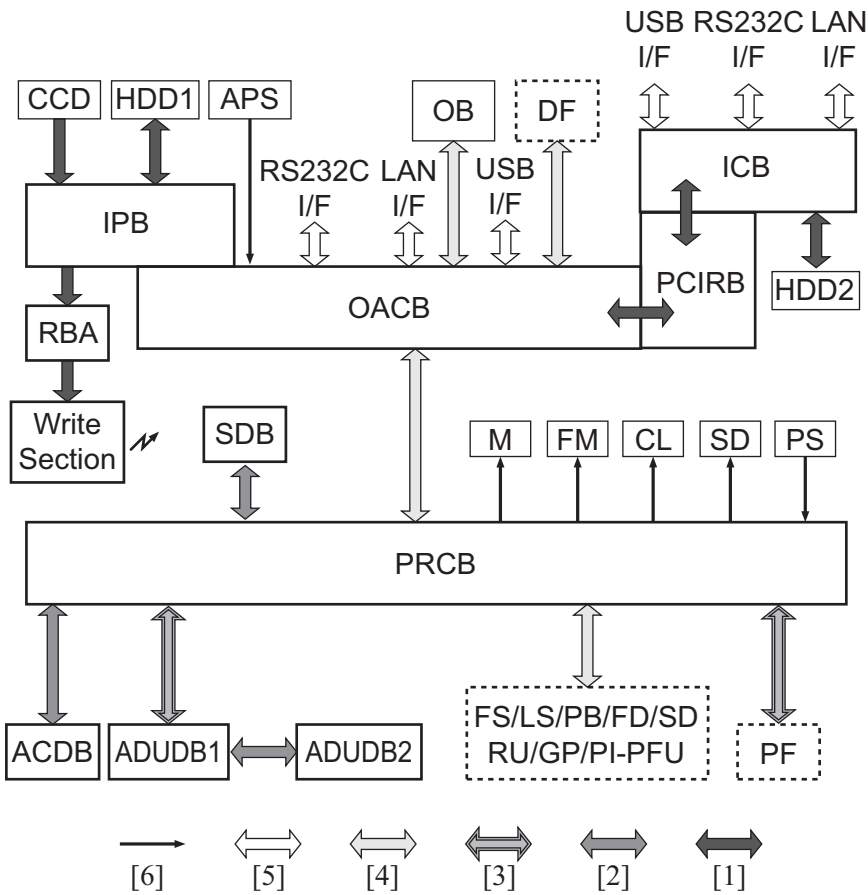 USB RS232C LAN
I/F I/F I/F
CCD HDD1 APS
OB
DF
ICB
RS232C LAN USB
I/F I/F I/F
IPB
PCIRB
HDD2
OACB
RBA
Write
Section
SDB
M FM CL SD PS
PRCB
FS/LS/PB/FD/SD
RU/GP/PI-PFU
ACDB ADUDB1 ADUDB2 PF
[6] [5] [4] [3] [2] [1]